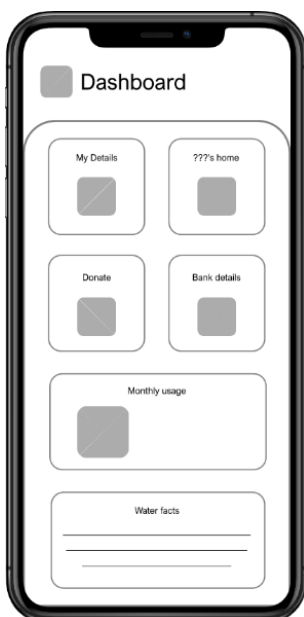 Dashboard
My Details
???'s home
Donate
Bank details
Monthly usage
Water facts